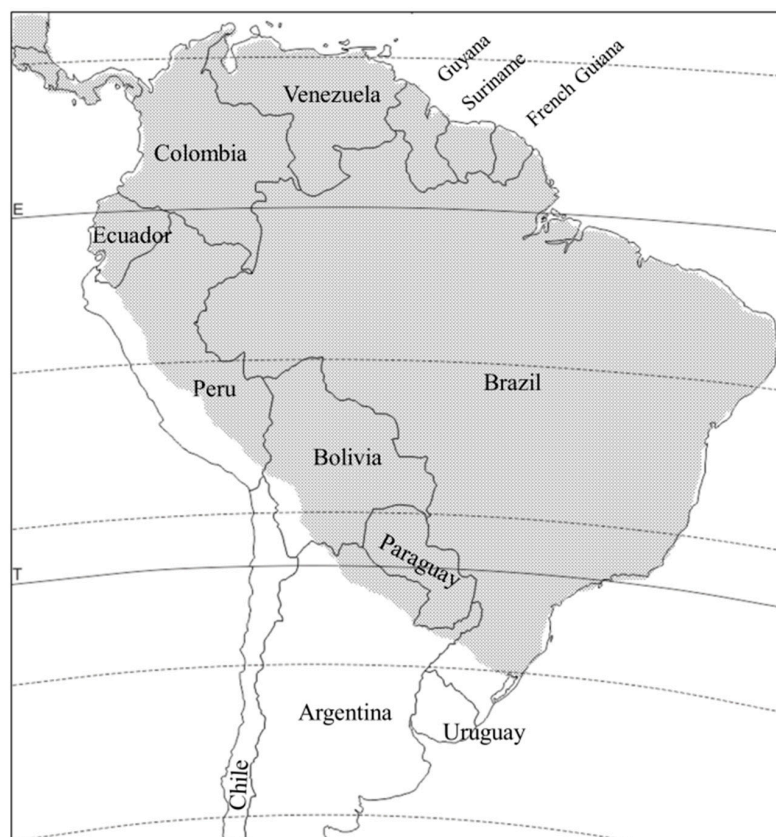 Guyana
Suriname
French Guiana
Venezuela
Colombia
E
Ecuador
Peru
Brazil
Bolivia
Paraguay
T
Argentina
Uruguay
Chile